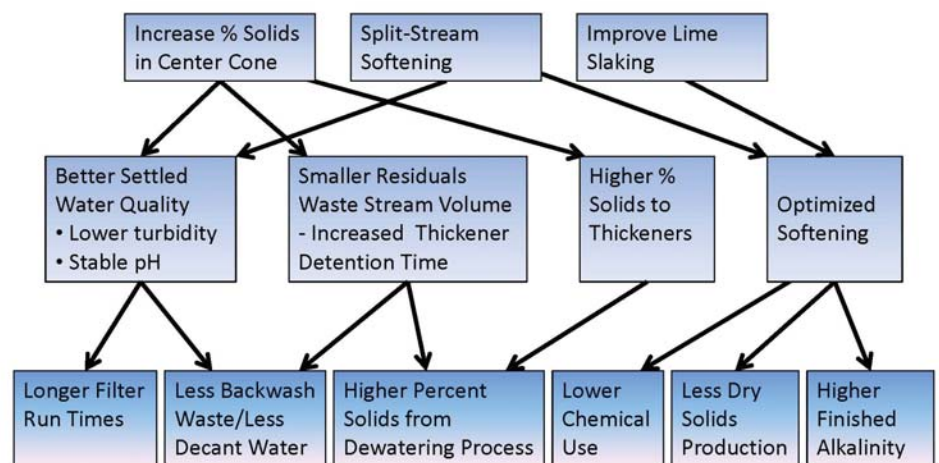 Increase % Solids
in Center Cone
Split-Stream
Softening
Improve Lime
Slaking
Better Settled
Water Quality
• Lower turbidity
• Stable pH
Smaller Residuals
Waste Stream Volume
- Increased Thickener
Detention Time
Higher %
Solids to
Thickeners
Optimized
Softening
Longer Filter
Run Times
Less Backwash
Waste/Less
Decant Water
Higher Percent
Solids from
Dewatering Process
Lower
Chemical
Use
Less Dry
Solids
Production
Higher
Finished
Alkalinity